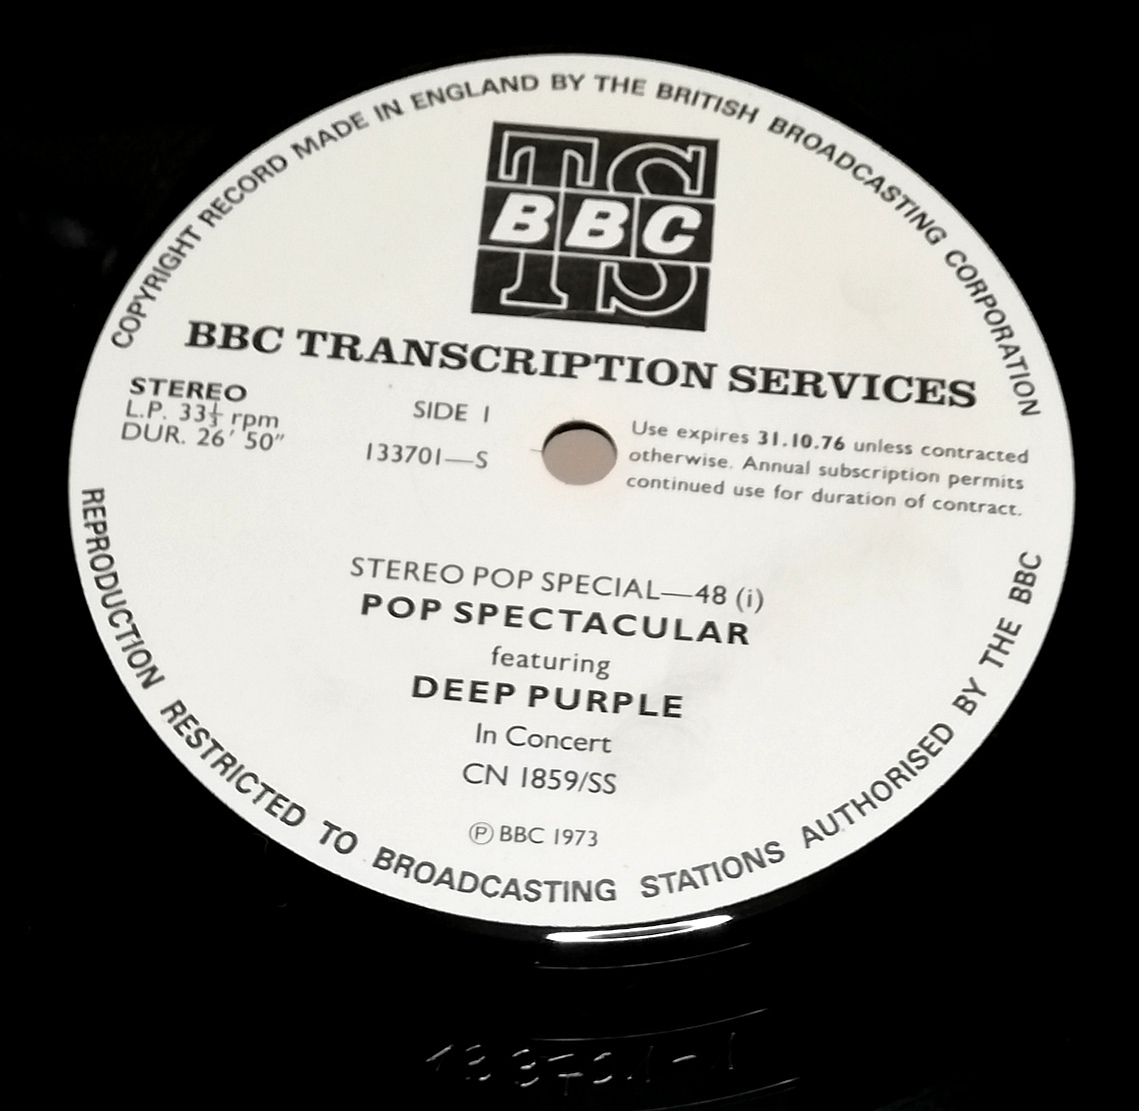 COPYRIGHT RECORD MADE IN ENGLAND BY THE BRITISH BROADCASTING CORPORATION
TS
BBC
BBC TRANSCRIPTION SERVICES
STEREO
L.P. 33⅓ rpm
DUR. 26′ 50″
SIDE 1
133701—S
Use expires 31.10.76 unless contracted
otherwise. Annual subscription permits
continued use for duration of contract.
STEREO POP SPECIAL—48 (i)
POP SPECTACULAR
featuring
DEEP PURPLE
In Concert
CN 1859/SS
℗ BBC 1973
REPRODUCTION RESTRICTED TO BROADCASTING STATIONS AUTHORISED BY THE BBC